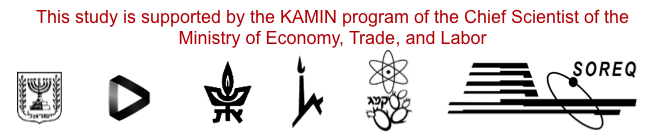 This study is supported by the KAMIN program of the Chief Scientist of the
Ministry of Economy, Trade, and Labor
SOREQ
קמג